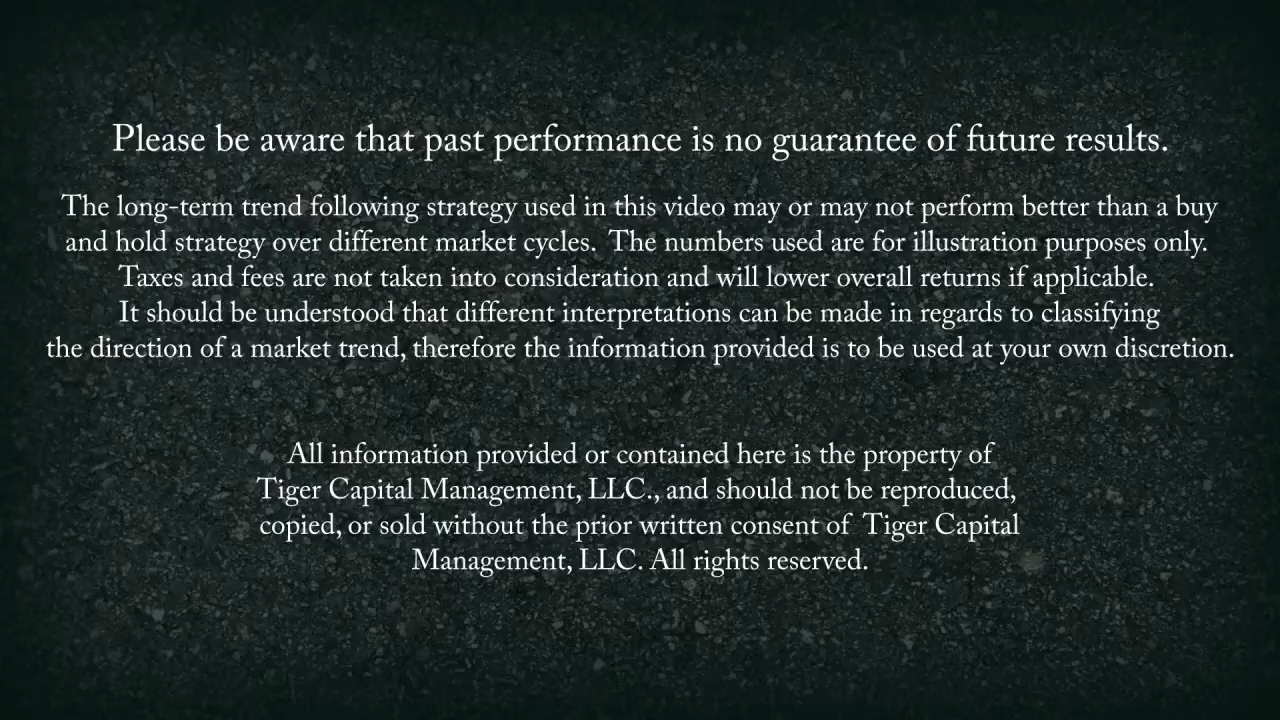 Please be aware that past performance is no guarantee of future results.
The long-term trend following strategy used in this video may or may not perform better than a buy
and hold strategy over different market cycles.  The numbers used are for illustration purposes only.
Taxes and fees are not taken into consideration and will lower overall returns if applicable.
It should be understood that different interpretations can be made in regards to classifying
the direction of a market trend, therefore the information provided is to be used at your own discretion.
All information provided or contained here is the property of
Tiger Capital Management, LLC., and should not be reproduced,
copied, or sold without the prior written consent of  Tiger Capital
Management, LLC. All rights reserved.